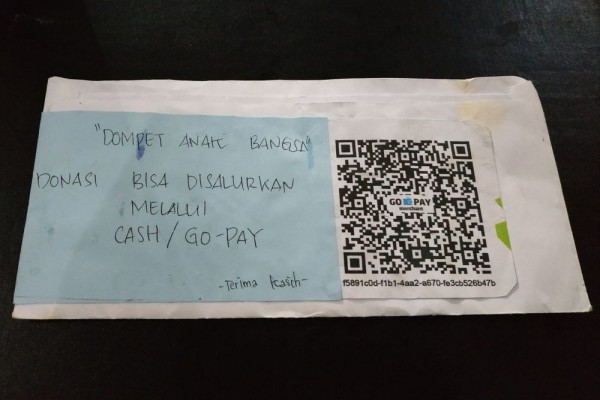 "DOMPET ANAK BANGSA"
DONASI BISA DISALURKAN
MELALUI
CASH / GO-PAY
-Terima Kasih-
GO PAY
f5891c0d-f1b1-4aa2-a670-fe3cb526b47b